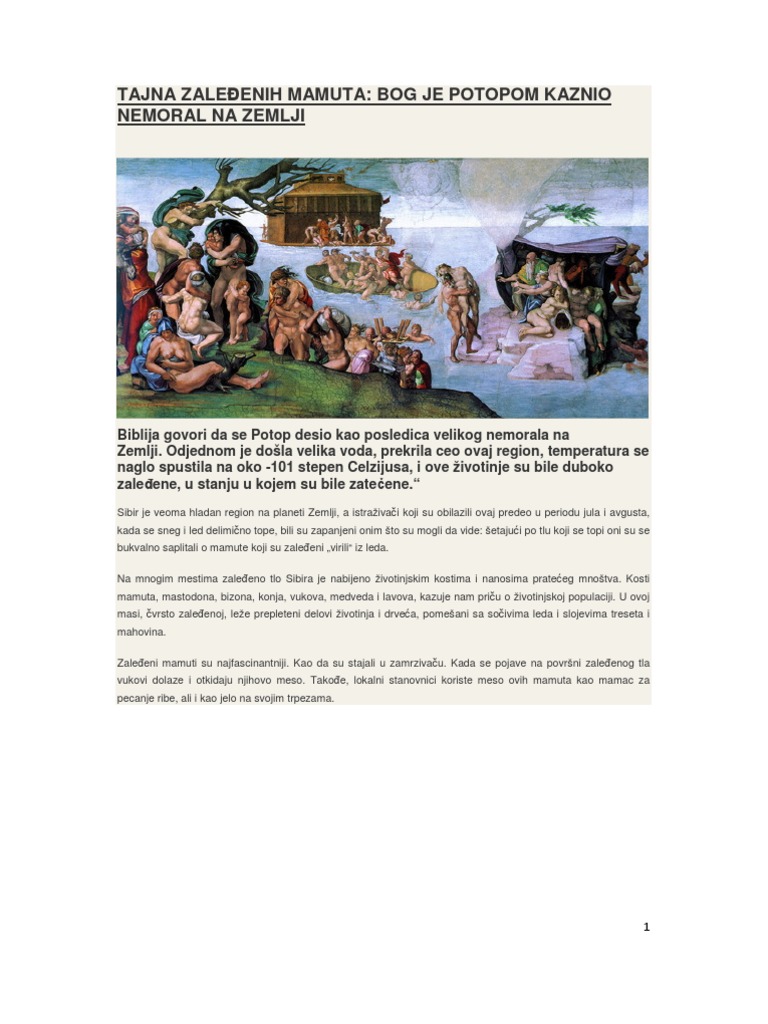 TAJNA ZALEĐENIH MAMUTA: BOG JE POTOPOM KAZNIO
NEMORAL NA ZEMLJI
Biblija govori da se Potop desio kao posledica velikog nemorala na
Zemlji. Odjednom je došla velika voda, prekrila ceo ovaj region, temperatura se
naglo spustila na oko -101 stepen Celzijusa, i ove životinje su bile duboko
zaleđene, u stanju u kojem su bile zatećene.“
Sibir je veoma hladan region na planeti Zemlji, a istraživači koji su obilazili ovaj predeo u periodu jula i avgusta,
kada se sneg i led delimično tope, bili su zapanjeni onim što su mogli da vide: šetajući po tlu koji se topi oni su se
bukvalno saplitali o mamute koji su zaleđeni „virili“ iz leda.
Na mnogim mestima zaleđeno tlo Sibira je nabijeno životinjskim kostima i nanosima pratećeg mnoštva. Kosti
mamuta, mastodona, bizona, konja, vukova, medveda i lavova, kazuje nam priču o životinjskoj populaciji. U ovoj
masi, čvrsto zaleđenoj, leže prepleteni delovi životinja i drveća, pomešani sa sočivima leda i slojevima treseta i
mahovina.
Zaleđeni mamuti su najfascinantniji. Kao da su stajali u zamrzivaču. Kada se pojave na površni zaleđenog tla
vukovi dolaze i otkidaju njihovo meso. Takođe, lokalni stanovnici koriste meso ovih mamuta kao mamac za
pecanje ribe, ali i kao jelo na svojim trpezama.
1